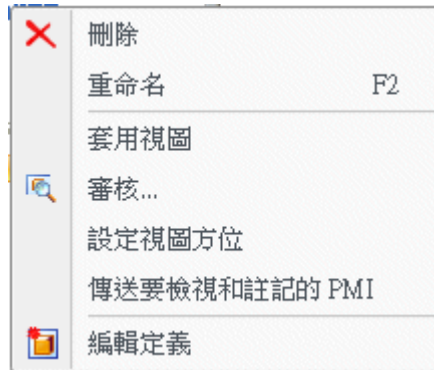 刪除
重命名 F2
套用視圖
審核...
設定視圖方位
傳送要檢視和註記的 PMI
編輯定義